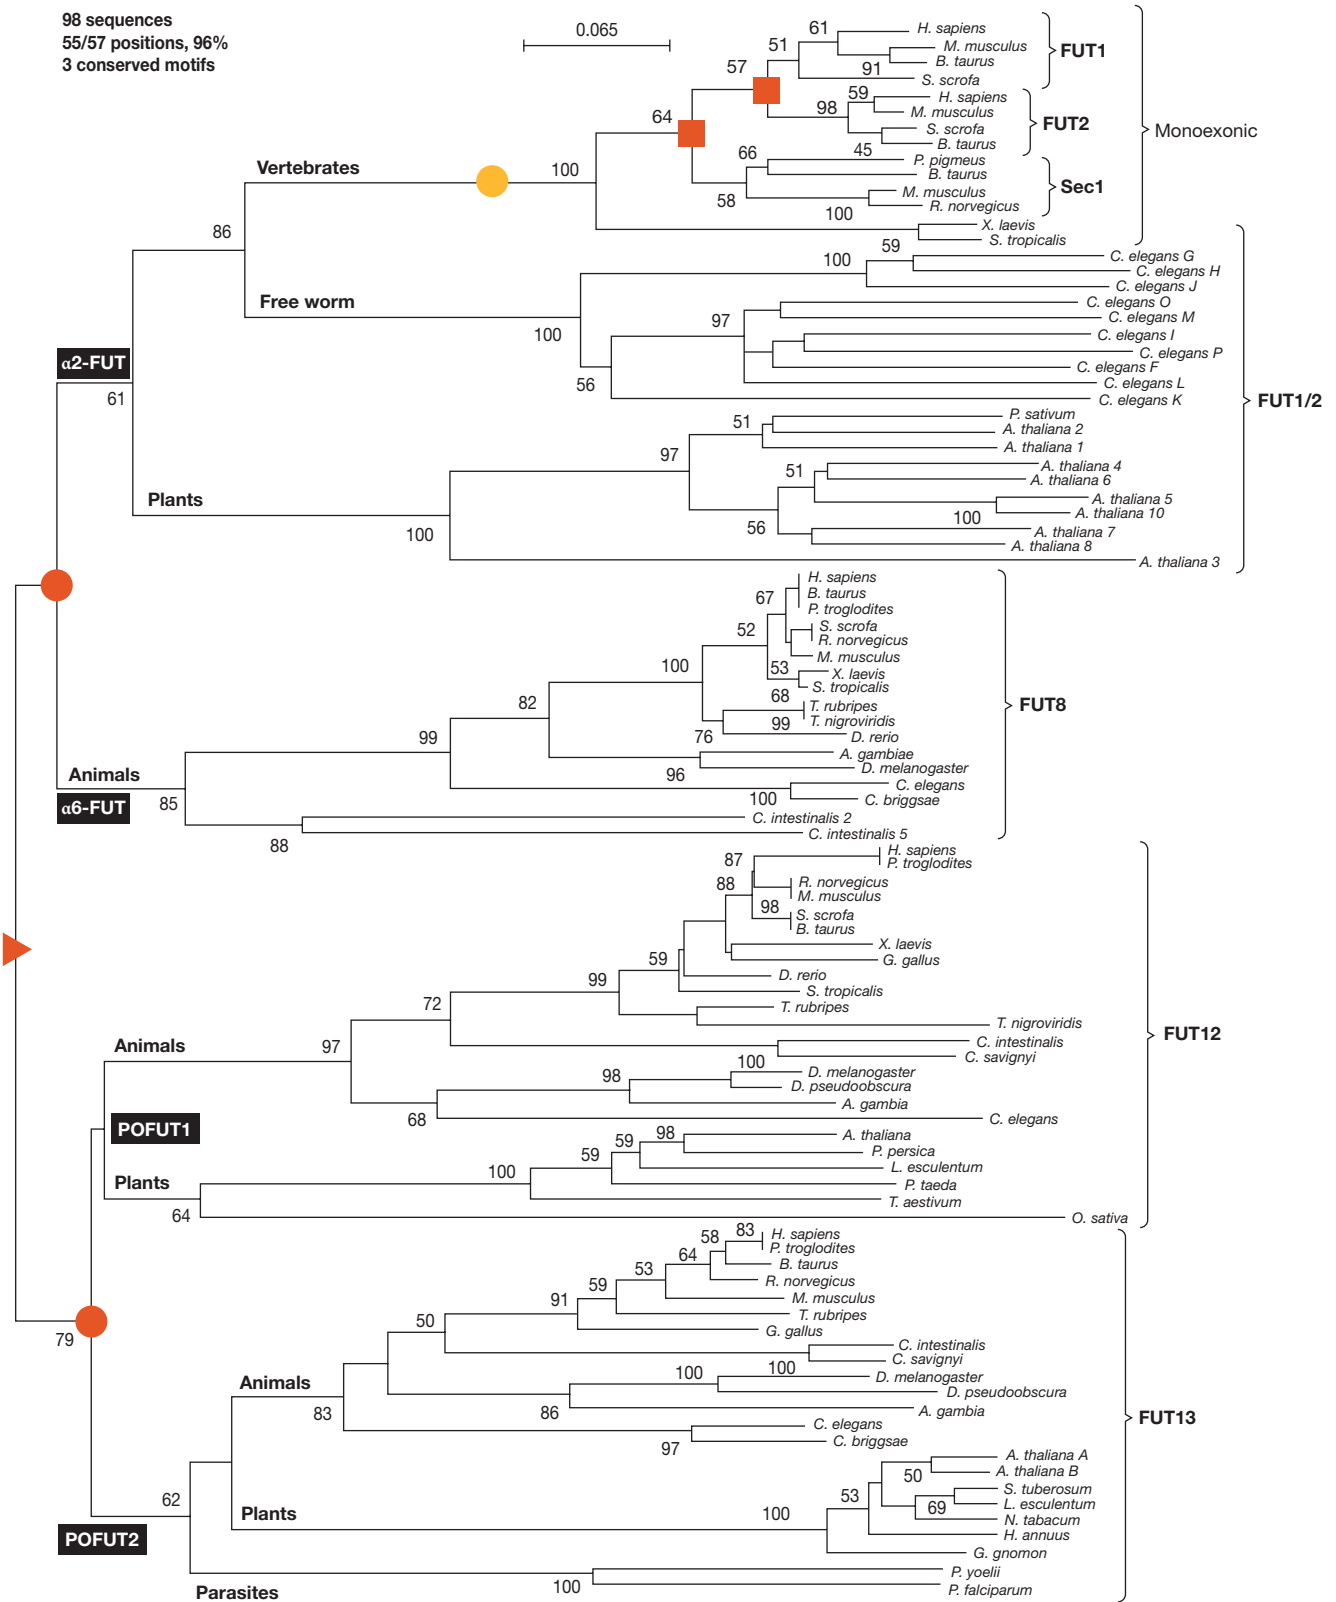 98 sequences
55/57 positions, 96%
3 conserved motifs
0.065
61
H. sapiens
51
M. musculus
FUT1
57
B. taurus
91
S. scrofa
59
H. sapiens
98
M. musculus
64
FUT2
S. scrofa
Monoexonic
B. taurus
66
45
P. pigmeus
Vertebrates
100
B. taurus
Sec1
58
M. musculus
100
R. norvegicus
X. laevis
86
S. tropicalis
59
C. elegans G
100
C. elegans H
C. elegans J
Free worm
C. elegans O
97
C. elegans M
100
C. elegans I
C. elegans P
α2-FUT
C. elegans F
56
C. elegans L
61
C. elegans K
FUT1/2
51
P. sativum
A. thaliana 2
97
A. thaliana 1
51
A. thaliana 4
A. thaliana 6
Plants
A. thaliana 5
100
A. thaliana 10
100
56
A. thaliana 7
A. thaliana 8
A. thaliana 3
H. sapiens
67
B. taurus
P. troglodites
52
S. scrofa
R. norvegicus
100
M. musculus
53
X. laevis
68
S. tropicalis
82
T. rubripes
FUT8
99
T. nigroviridis
99
76
D. rerio
A. gambiae
Animals
96
D. melanogaster
α6-FUT
85
C. elegans
100
C. briggsae
C. intestinalis 2
88
C. intestinalis 5
87
H. sapiens
P. troglodites
88
R. norvegicus
M. musculus
98
S. scrofa
B. taurus
59
X. laevis
G. gallus
99
D. rerio
72
S. tropicalis
T. rubripes
T. nigroviridis
FUT12
Animals
97
C. intestinalis
C. savignyi
100
98
D. melanogaster
D. pseudoobscura
68
A. gambia
C. elegans
POFUT1
59
98
A. thaliana
59
P. persica
100
L. esculentum
Plants
P. taeda
T. aestivum
64
O. sativa
58
83
H. sapiens
64
P. troglodites
53
B. taurus
59
R. norvegicus
91
M. musculus
50
T. rubripes
79
G. gallus
C. intestinalis
C. savignyi
100
100
D. melanogaster
Animals
D. pseudoobscura
83
86
A. gambia
FUT13
C. elegans
97
C. briggsae
A. thaliana A
50
A. thaliana B
62
53
S. tuberosum
Plants
100
69
L. esculentum
N. tabacum
POFUT2
H. annuus
G. gnomon
Parasites
100
P. yoelii
P. falciparum